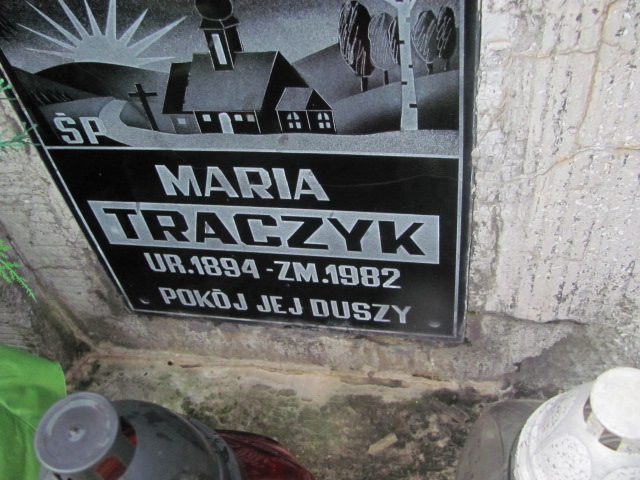 ŚP
MARIA
TRACZYK
UR.1894-ZM.1982
POKÓJ JEJ DUSZY